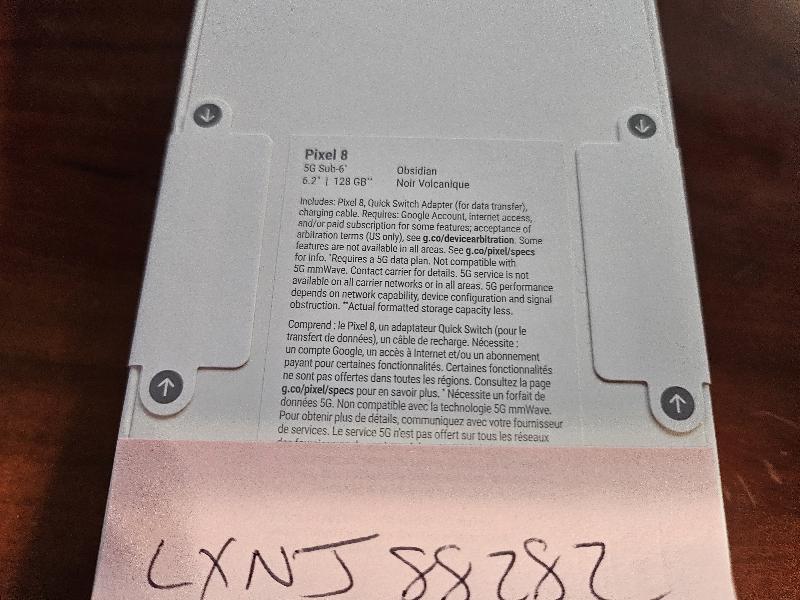 Pixel 8
5G Sub-6*
6.2" | 128 GB**
Obsidian
Noir Volcanique
Includes: Pixel 8, Quick Switch Adapter (for data transfer),
charging cable. Requires: Google Account, internet access,
and/or paid subscription for some features; acceptance of
arbitration terms (US only), see g.co/devicearbitration. Some
features are not available in all areas. See g.co/pixel/specs
for info. *Requires a 5G data plan. Not compatible with
5G mmWave. Contact carrier for details. 5G service is not
available on all carrier networks or in all areas. 5G performance
depends on network capability, device configuration and signal
obstruction. **Actual formatted storage capacity less.
Comprend : le Pixel 8, un adaptateur Quick Switch (pour le
transfert de données), un câble de recharge. Nécessite :
un compte Google, un accès à Internet et/ou un abonnement
payant pour certaines fonctionnalités. Certaines fonctionnalités
ne sont pas offertes dans toutes les régions. Consultez la page
g.co/pixel/specs pour en savoir plus. * Nécessite un forfait de
données 5G. Non compatible avec la technologie 5G mmWave.
Pour obtenir plus de détails, communiquez avec votre fournisseur
de services. Le service 5G n'est pas offert sur tous les réseaux
LXNJ88282